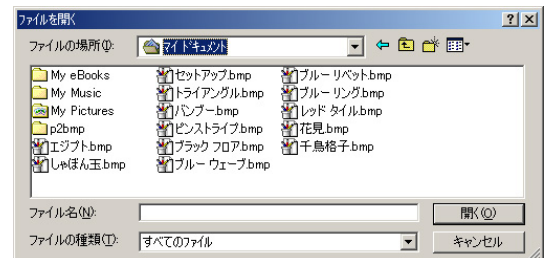 ファイルを開く
ファイルの場所(I): マイ ドキュメント
My eBooks セットアップ.bmp ブルー リベット.bmp
My Music トライアングル.bmp ブルー リング.bmp
My Pictures バンブー.bmp レッド タイル.bmp
p2bmp ピンストライプ.bmp 花見.bmp
エジプト.bmp ブラック フロア.bmp 千鳥格子.bmp
しゃぼん玉.bmp ブルー ウェーブ.bmp
ファイル名(N): 開く(O)
ファイルの種類(T): すべてのファイル キャンセル